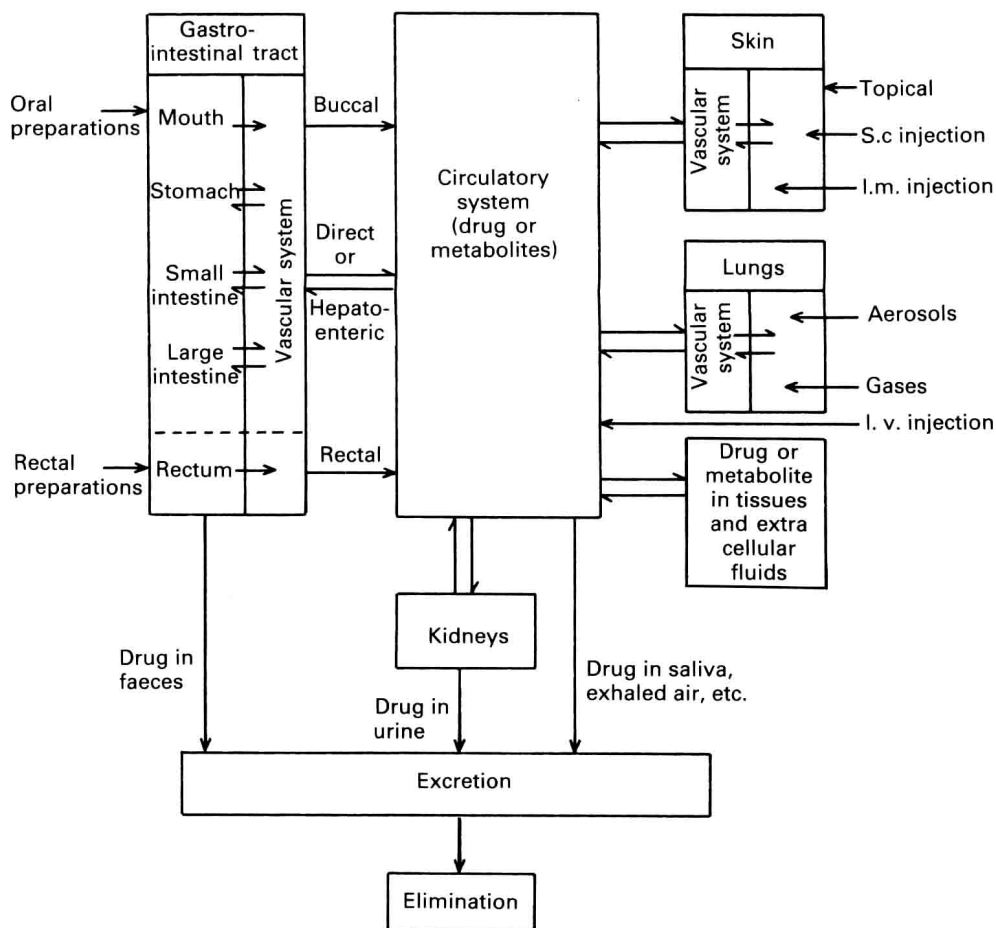 Gastro-
intestinal tract
Oral
preparations
Mouth
Stomach
Small
intestine
Large
intestine
Vascular system
Rectal
preparations
Rectum
Buccal
Direct
or
Hepato-
enteric
Rectal
Circulatory
system
(drug or
metabolites)
Skin
Vascular
system
Topical
S.c injection
I.m. injection
Lungs
Vascular
system
Aerosols
Gases
I. v. injection
Drug or
metabolite
in tissues
and extra
cellular
fluids
Kidneys
Drug in
faeces
Drug in
urine
Drug in saliva,
exhaled air, etc.
Excretion
Elimination